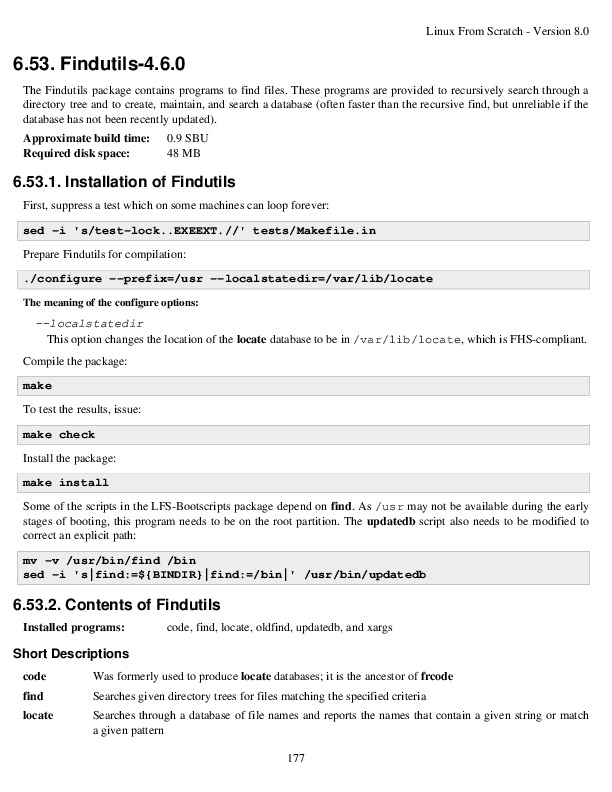 Linux From Scratch - Version 8.0
6.53. Findutils-4.6.0
The Findutils package contains programs to find files. These programs are provided to recursively search through a
directory tree and to create, maintain, and search a database (often faster than the recursive find, but unreliable if the
database has not been recently updated).
Approximate build time: 0.9 SBU
Required disk space: 48 MB
6.53.1. Installation of Findutils
First, suppress a test which on some machines can loop forever:
sed -i 's/test-lock..EXEEXT.//' tests/Makefile.in
Prepare Findutils for compilation:
./configure --prefix=/usr --localstatedir=/var/lib/locate
The meaning of the configure options:
--localstatedir
This option changes the location of the locate database to be in /var/lib/locate, which is FHS-compliant.
Compile the package:
make
To test the results, issue:
make check
Install the package:
make install
Some of the scripts in the LFS-Bootscripts package depend on find. As /usr may not be available during the early
stages of booting, this program needs to be on the root partition. The updatedb script also needs to be modified to
correct an explicit path:
mv -v /usr/bin/find /bin
sed -i 's|find:=${BINDIR}|find:=/bin|' /usr/bin/updatedb
6.53.2. Contents of Findutils
Installed programs: code, find, locate, oldfind, updatedb, and xargs
Short Descriptions
code Was formerly used to produce locate databases; it is the ancestor of frcode
find Searches given directory trees for files matching the specified criteria
locate Searches through a database of file names and reports the names that contain a given string or match
a given pattern
177